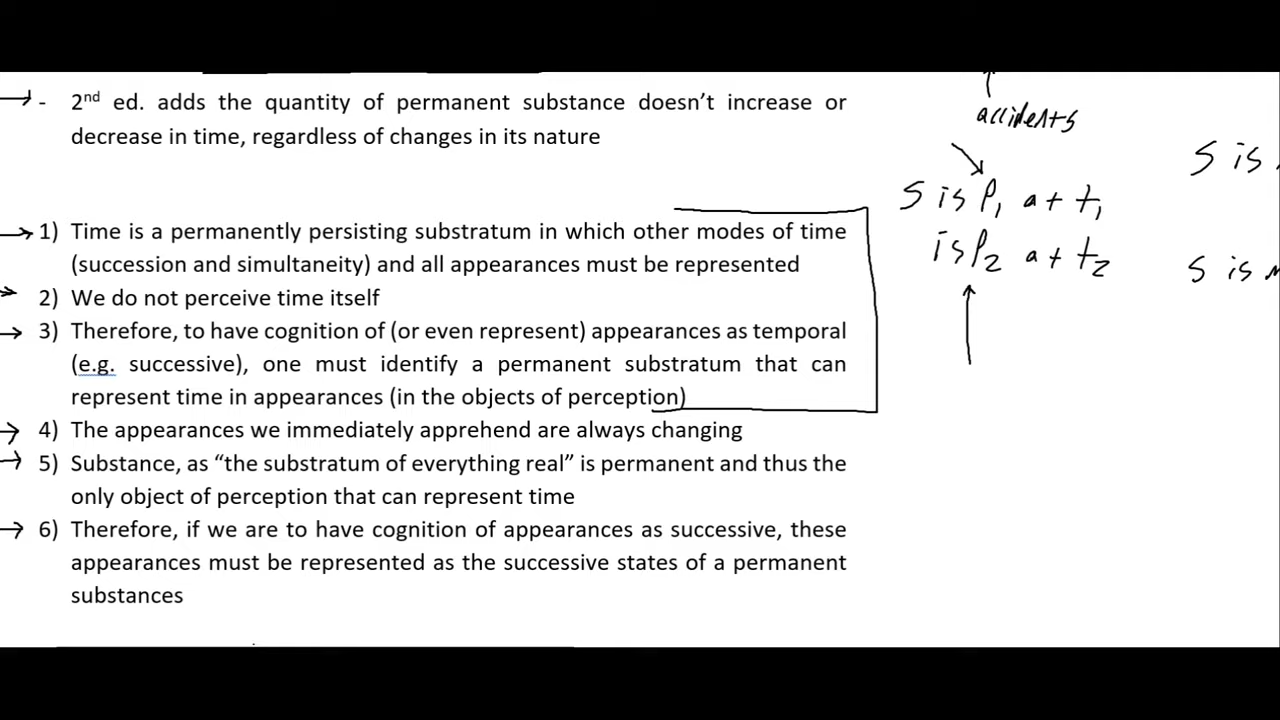 - 2nd ed. adds the quantity of permanent substance doesn't increase or
decrease in time, regardless of changes in its nature
1) Time is a permanently persisting substratum in which other modes of time
(succession and simultaneity) and all appearances must be represented
2) We do not perceive time itself
3) Therefore, to have cognition of (or even represent) appearances as temporal
(e.g. successive), one must identify a permanent substratum that can
represent time in appearances (in the objects of perception)
4) The appearances we immediately apprehend are always changing
5) Substance, as “the substratum of everything real” is permanent and thus the
only object of perception that can represent time
6) Therefore, if we are to have cognition of appearances as successive, these
appearances must be represented as the successive states of a permanent
substances
accidents
S is P1 at t1
is P2 at t2
S is
S is